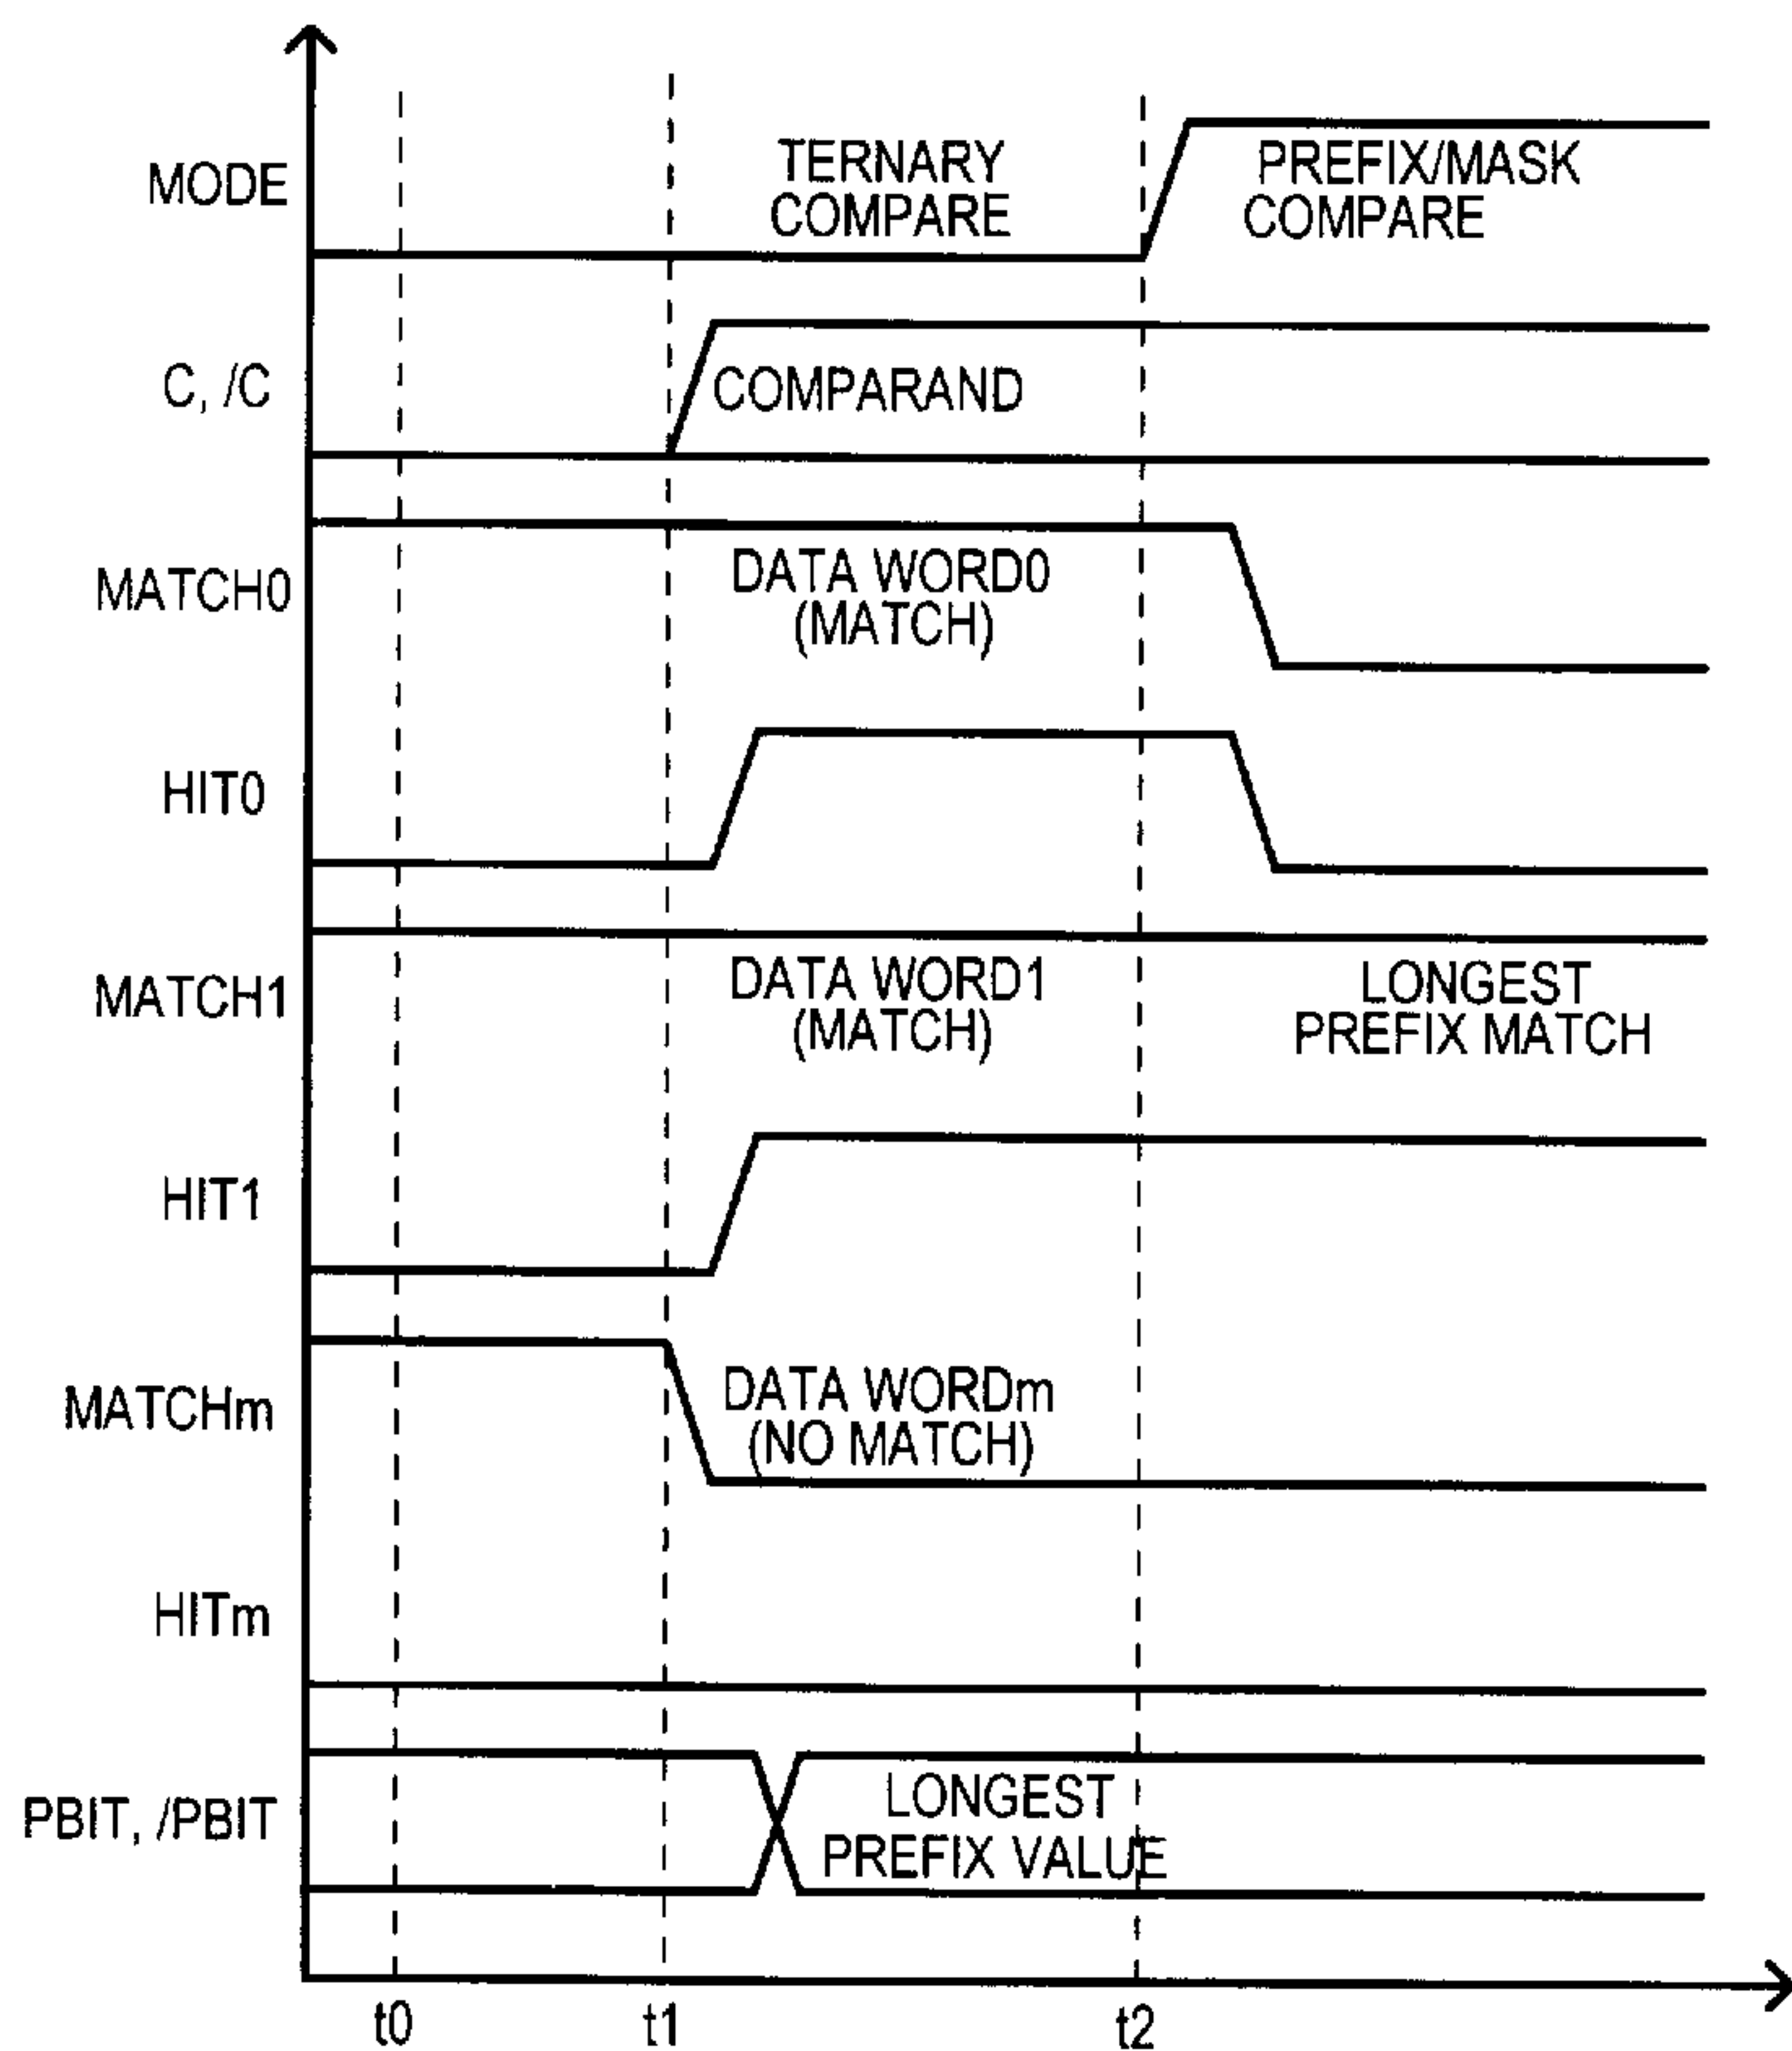 MODE
TERNARY
COMPARE
PREFIX/MASK
COMPARE
C, /C
COMPARAND
MATCH0
DATA WORD0
(MATCH)
HIT0
MATCH1
DATA WORD1
(MATCH)
LONGEST
PREFIX MATCH
HIT1
MATCHm
DATA WORDm
(NO MATCH)
HITm
PBIT, /PBIT
LONGEST
PREFIX VALUE
t0
t1
t2